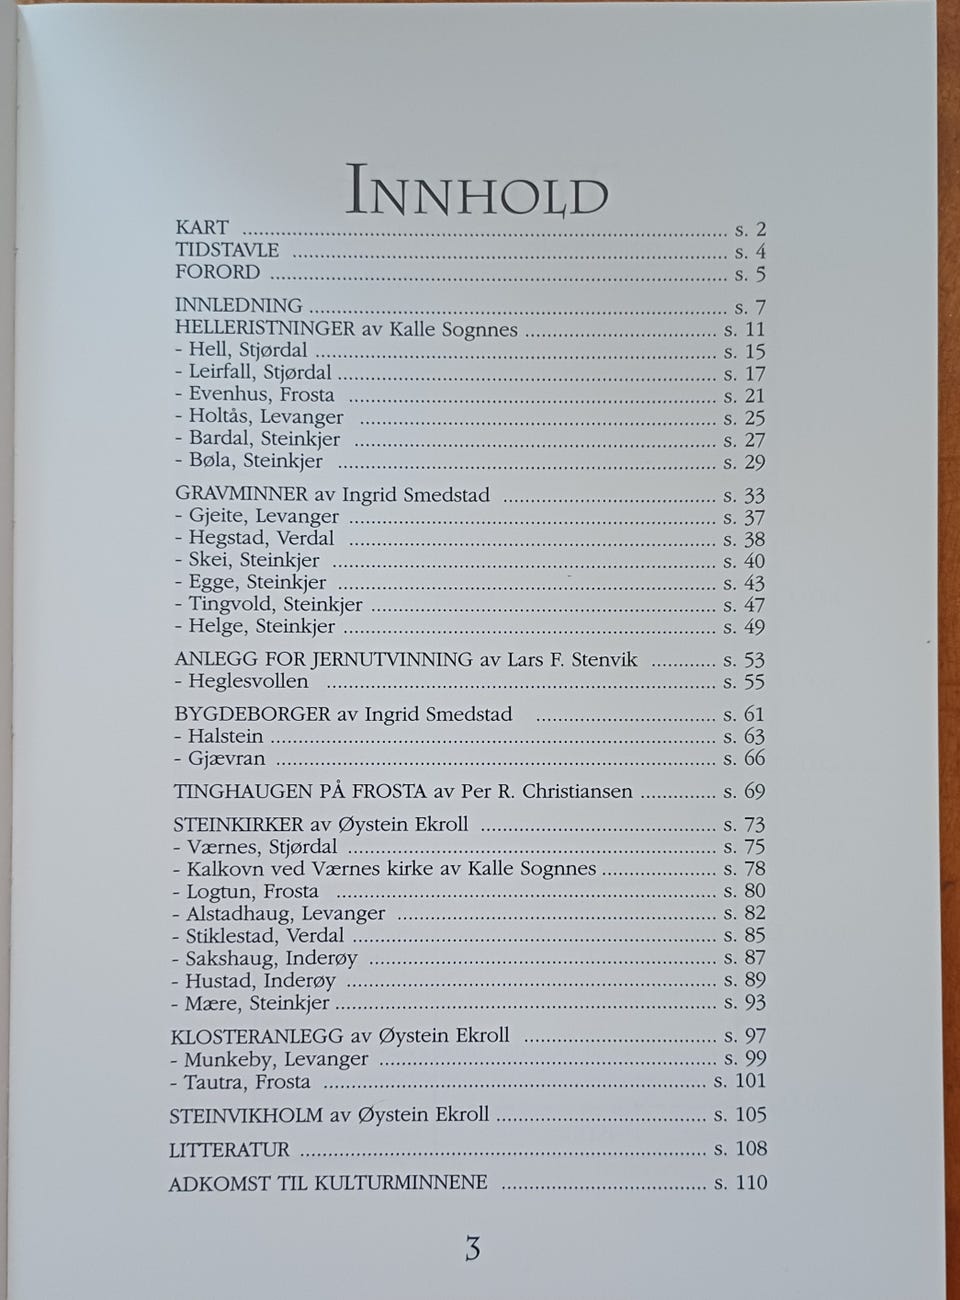 INNHOLD
KART ........ s. 2
TIDSTAVLE ........ s. 4
FORORD ........ s. 5
INNLEDNING ........ s. 7
HELLERISTNINGER av Kalle Sognnes ........ s. 11
- Hell, Stjørdal ........ s. 15
- Leirfall, Stjørdal ........ s. 17
- Evenhus, Frosta ........ s. 21
- Holtås, Levanger ........ s. 25
- Bardal, Steinkjer ........ s. 27
- Bøla, Steinkjer ........ s. 29
GRAVMINNER av Ingrid Smedstad ........ s. 33
- Gjeite, Levanger ........ s. 37
- Hegstad, Verdal ........ s. 38
- Skei, Steinkjer ........ s. 40
- Egge, Steinkjer ........ s. 43
- Tingvold, Steinkjer ........ s. 47
- Helge, Steinkjer ........ s. 49
ANLEGG FOR JERNUTVINNING av Lars F. Stenvik ........ s. 53
- Heglesvollen ........ s. 55
BYGDEBORGER av Ingrid Smedstad ........ s. 61
- Halstein ........ s. 63
- Gjævran ........ s. 66
TINGHAUGEN PÅ FROSTA av Per R. Christiansen ........ s. 69
STEINKIRKER av Øystein Ekroll ........ s. 73
- Værnes, Stjørdal ........ s. 75
- Kalkovn ved Værnes kirke av Kalle Sognnes ........ s. 78
- Logtun, Frosta ........ s. 80
- Alstadhaug, Levanger ........ s. 82
- Stiklestad, Verdal ........ s. 85
- Sakshaug, Inderøy ........ s. 87
- Hustad, Inderøy ........ s. 89
- Mære, Steinkjer ........ s. 93
KLOSTERANLEGG av Øystein Ekroll ........ s. 97
- Munkeby, Levanger ........ s. 99
- Tautra, Frosta ........ s. 101
STEINVIKHOLM av Øystein Ekroll ........ s. 105
LITTERATUR ........ s. 108
ADKOMST TIL KULTURMINNENE ........ s. 110
3